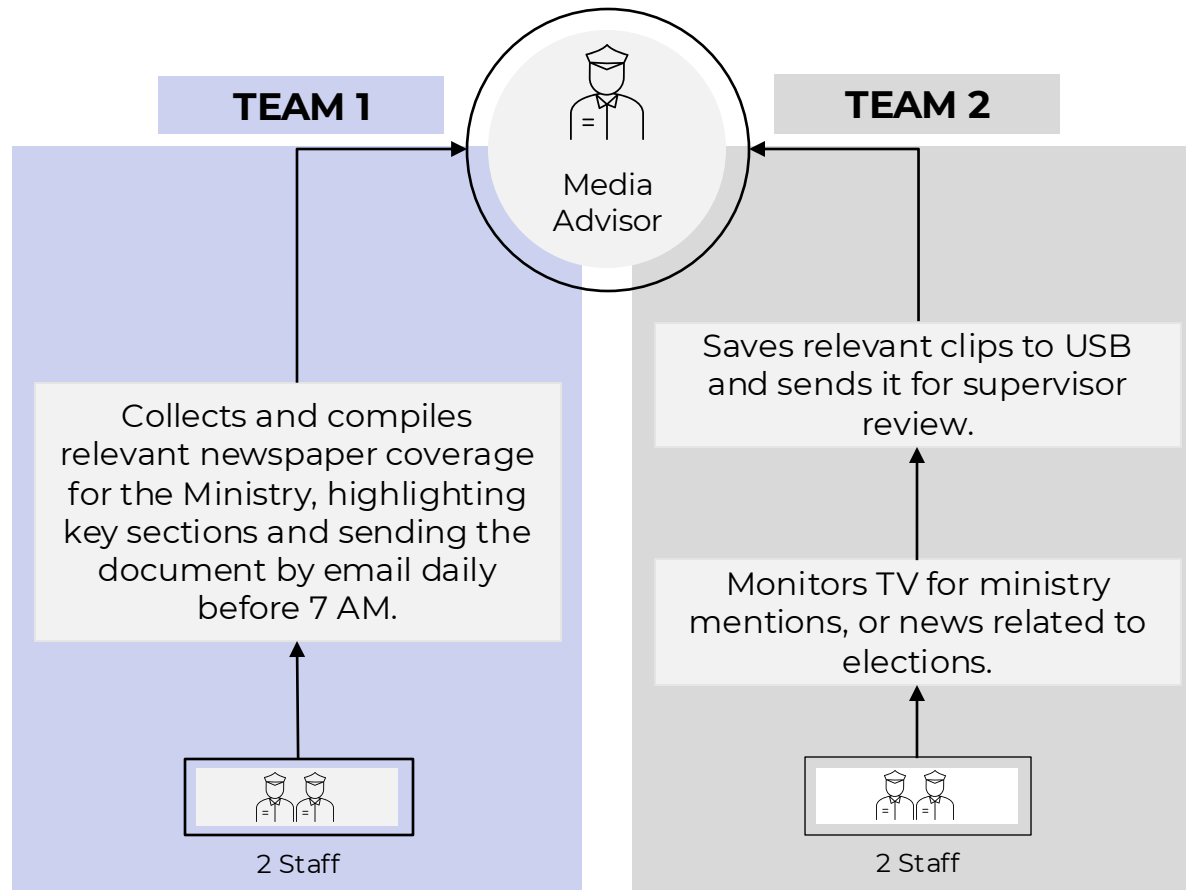 TEAM 1
TEAM 2
Media
Advisor
Collects and compiles
relevant newspaper coverage
for the Ministry, highlighting
key sections and sending the
document by email daily
before 7 AM.
2 Staff
Saves relevant clips to USB
and sends it for supervisor
review.
Monitors TV for ministry
mentions, or news related to
elections.
2 Staff